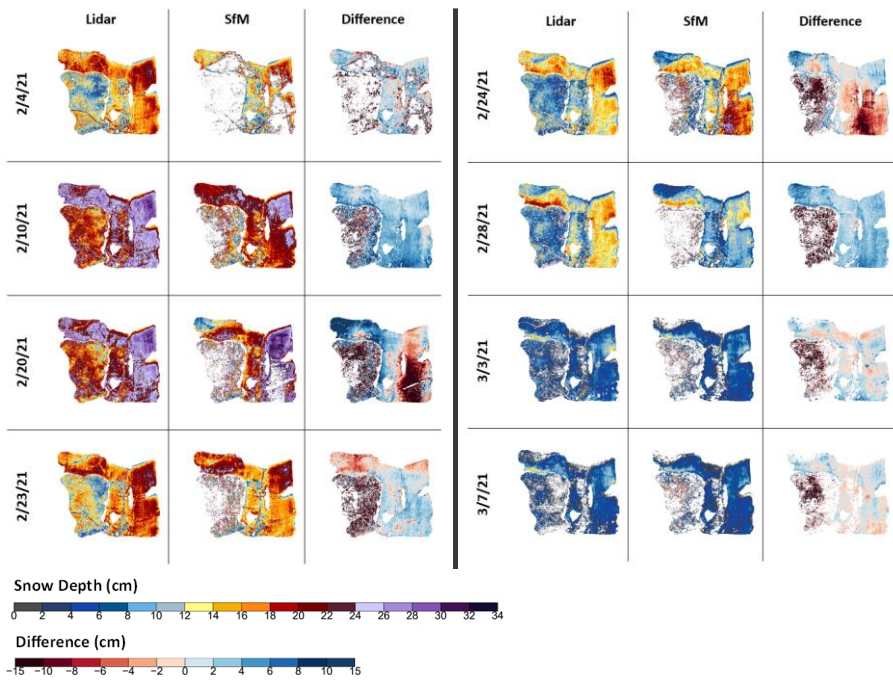 Lidar SfM Difference
2/4/21
2/10/21
2/20/21
2/23/21
Lidar SfM Difference
2/24/21
2/28/21
3/3/21
3/7/21
Snow Depth (cm)
0 2 4 6 8 10 12 14 16 18 20 22 24 26 28 30 32 34
Difference (cm)
−15 −10 −8 −6 −4 −2 0 2 4 6 8 10 15